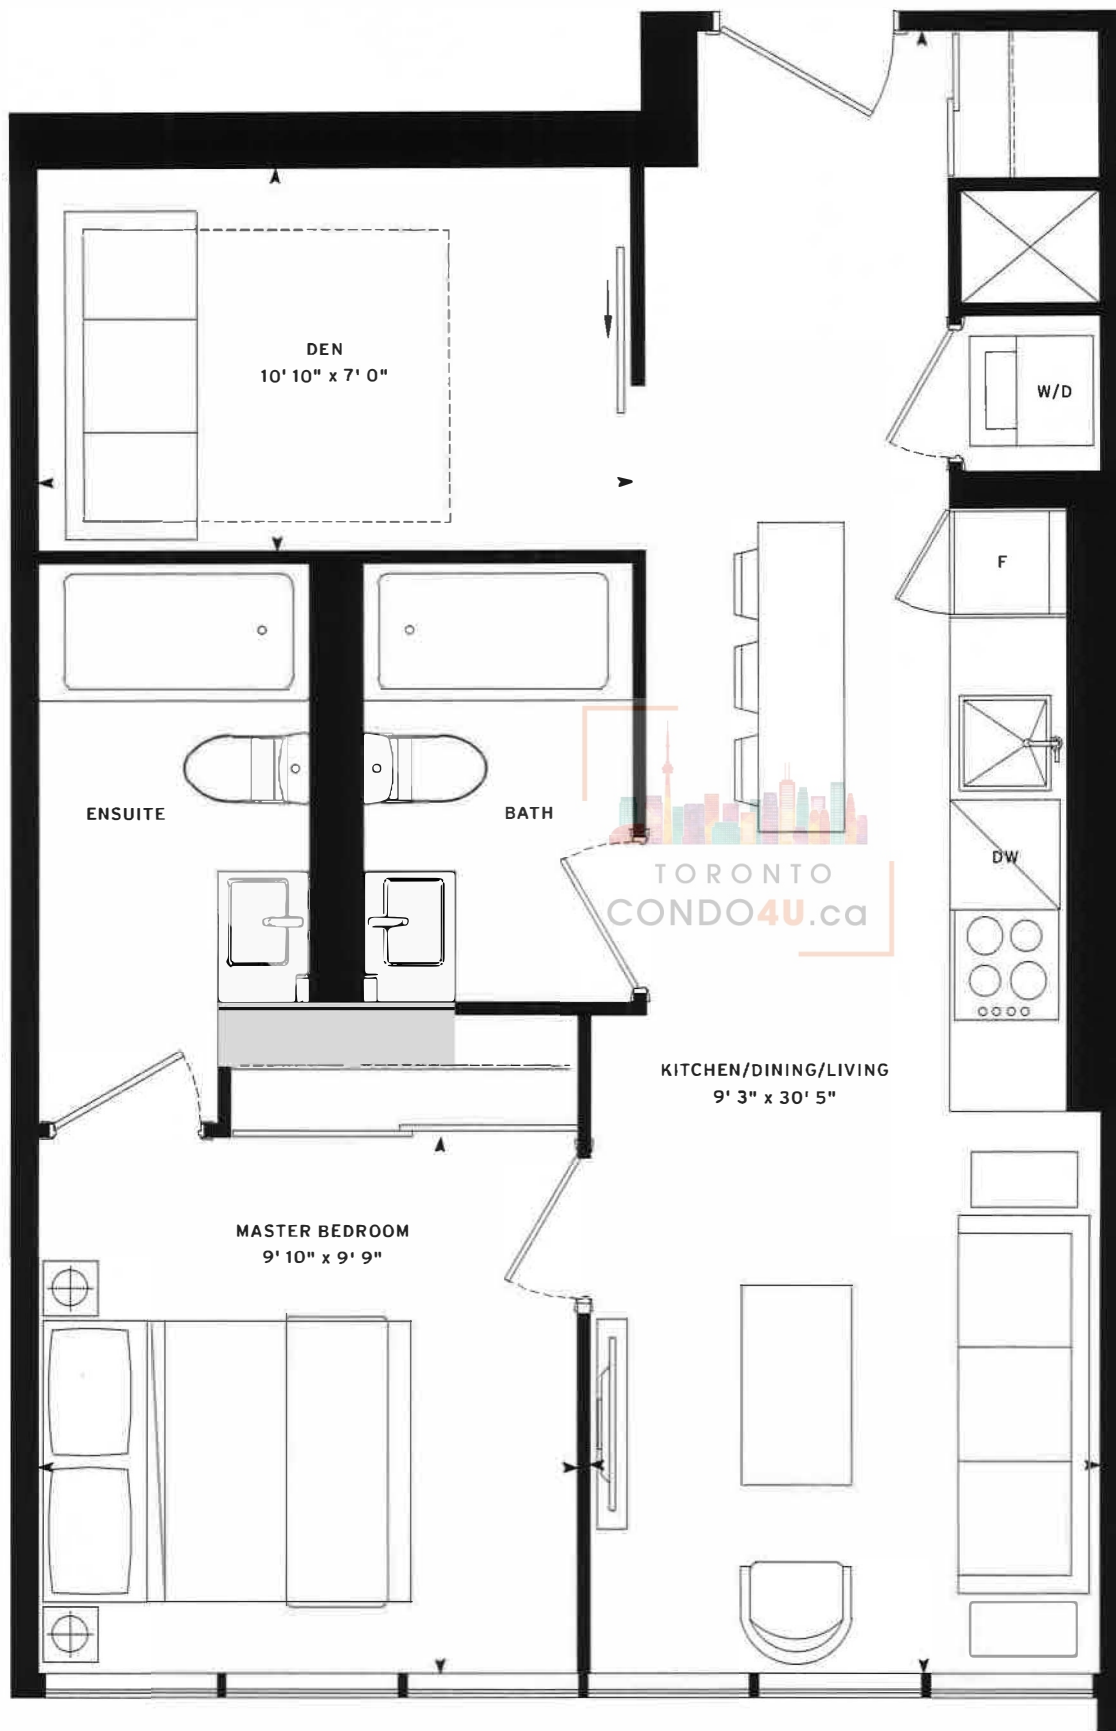 DEN
10' 10" x 7' 0"
W/D
F
ENSUITE
BATH
DW
TORONTO
CONDO4U.ca
KITCHEN/DINING/LIVING
9' 3" x 30' 5"
MASTER BEDROOM
9' 10" x 9' 9"